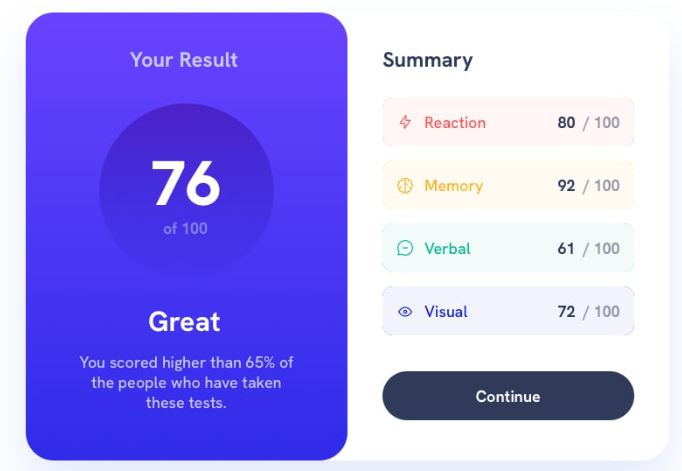 Your Result
76
of 100
Great
You scored higher than 65% of
the people who have taken
these tests.
Summary
Reaction 80 / 100
Memory 92 / 100
Verbal 61 / 100
Visual 72 / 100
Continue